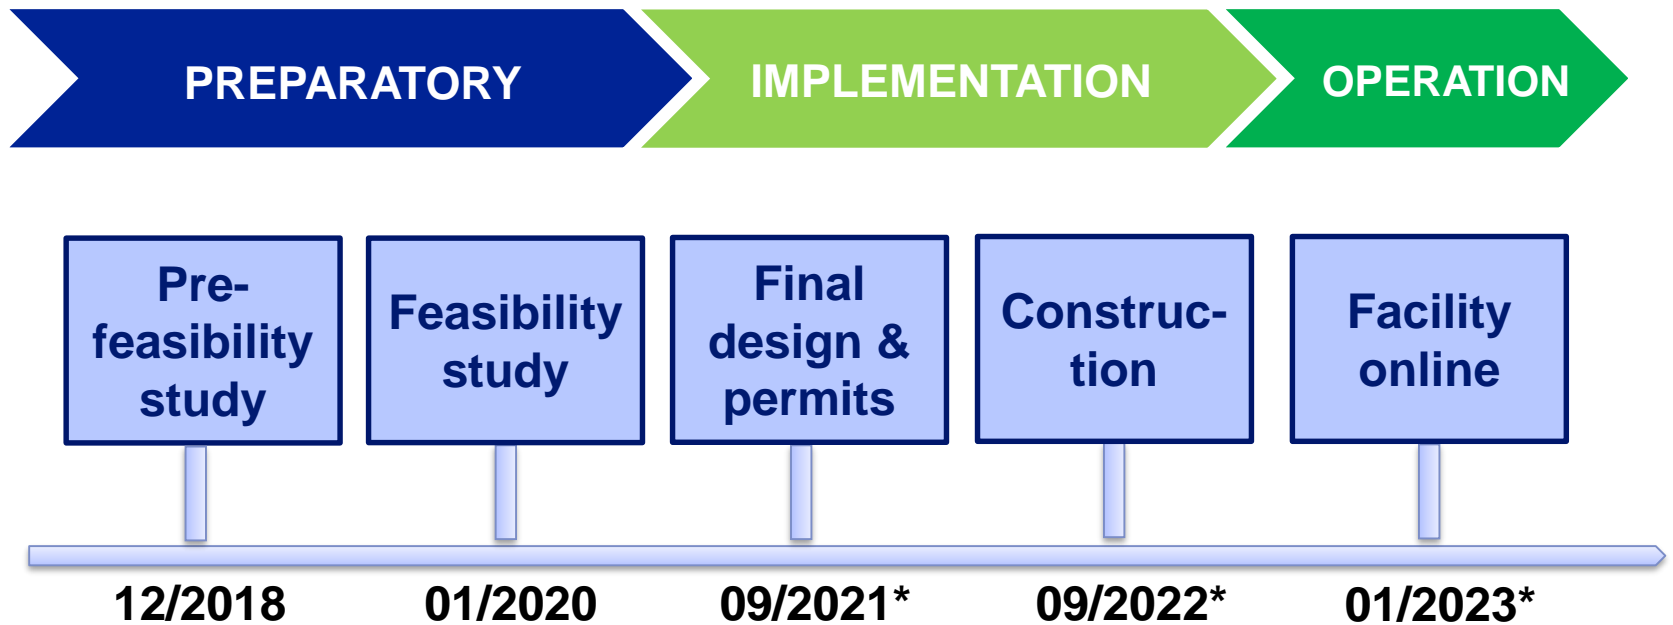 PREPARATORY
IMPLEMENTATION
OPERATION
Pre-
feasibility
study
Feasibility
study
Final
design &
permits
Construc-
tion
Facility
online
12/2018
01/2020
09/2021*
09/2022*
01/2023*